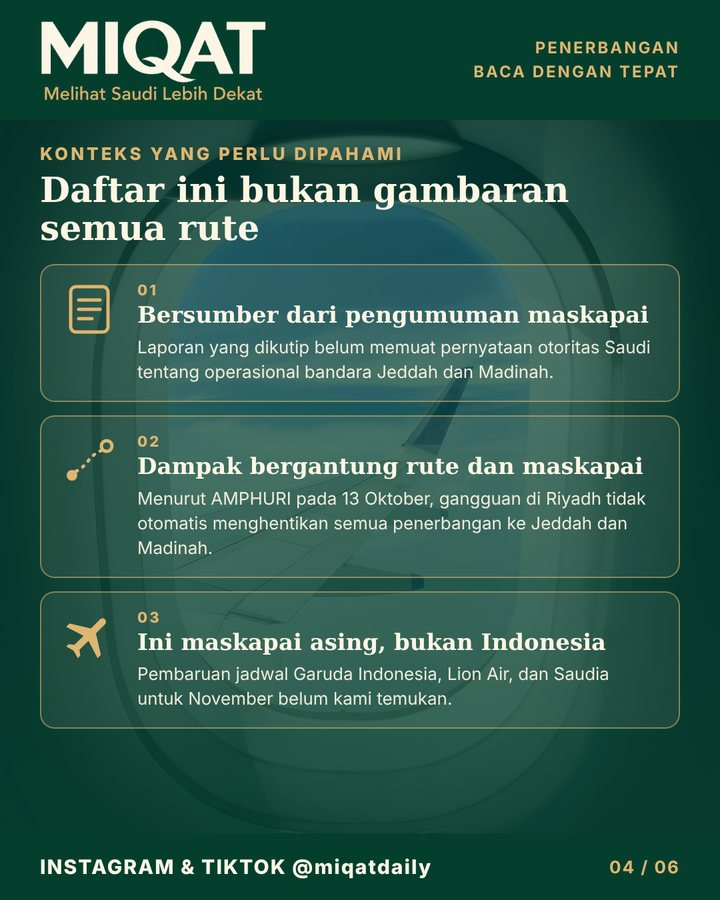 MIQAT
Melihat Saudi Lebih Dekat
PENERBANGAN
BACA DENGAN TEPAT
KONTEKS YANG PERLU DIPAHAMI
Daftar ini bukan gambaran
semua rute
01
Bersumber dari pengumuman maskapai
Laporan yang dikutip belum memuat pernyataan otoritas Saudi
tentang operasional bandara Jeddah dan Madinah.
02
Dampak bergantung rute dan maskapai
Menurut AMPHURI pada 13 Oktober, gangguan di Riyadh tidak
otomatis menghentikan semua penerbangan ke Jeddah dan
Madinah.
03
Ini maskapai asing, bukan Indonesia
Pembaruan jadwal Garuda Indonesia, Lion Air, dan Saudia
untuk November belum kami temukan.
INSTAGRAM & TIKTOK @miqatdaily
04 / 06